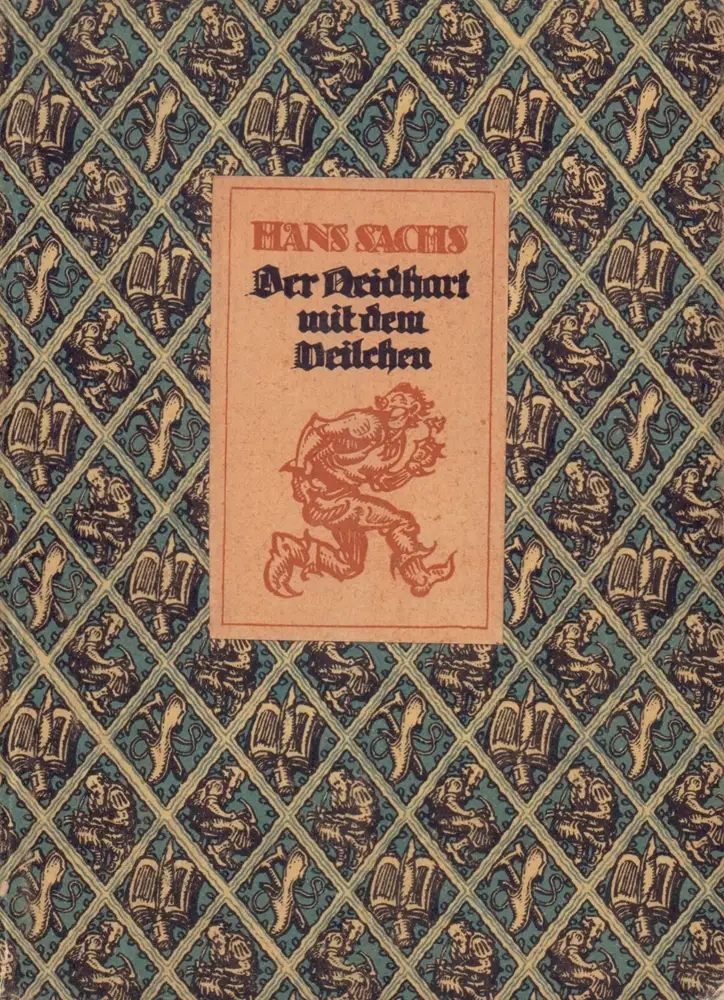 HANS SACHS
Der Neidhart
mit dem
Veilchen